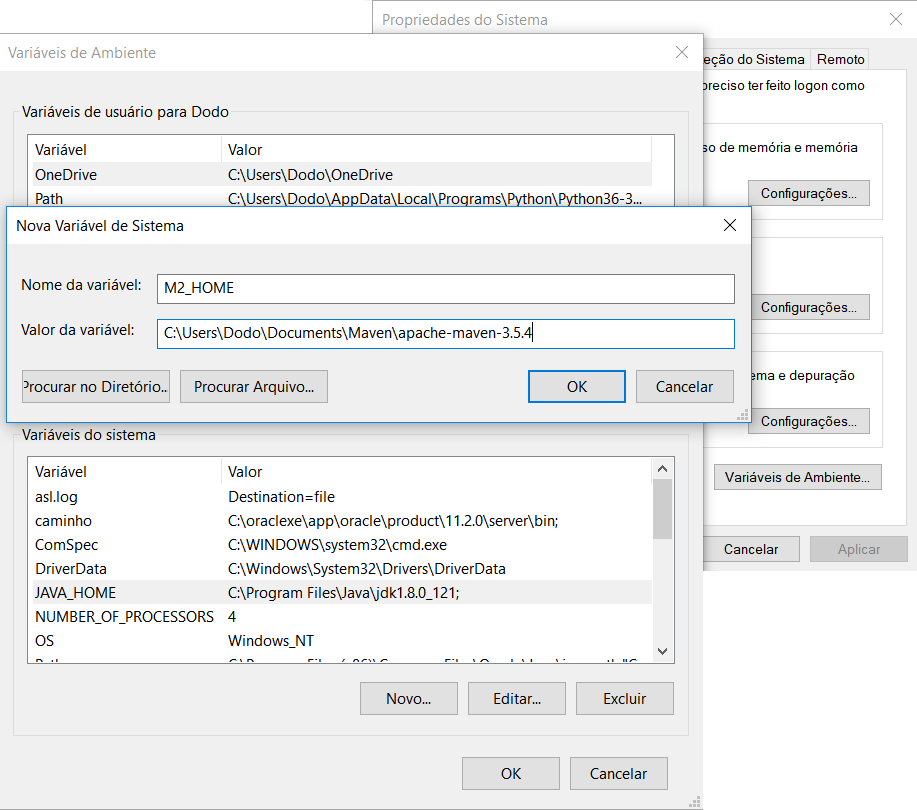 Propriedades do Sistema
Variáveis de Ambiente
eção do Sistema
Remoto
preciso ter feito logon como
Variáveis de usuário para Dodo
Variável Valor
OneDrive C:\Users\Dodo\OneDrive
Path C:\Users\Dodo\AppData\Local\Programs\Python\Python36-3...
so de memória e memória
Configurações...
Nova Variável de Sistema
Nome da variável: M2_HOME
Valor da variável: C:\Users\Dodo\Documents\Maven\apache-maven-3.5.4
Procurar no Diretório... Procurar Arquivo... OK Cancelar
Configurações...
ema e depuração
Configurações...
Variáveis de Ambiente...
Cancelar Aplicar
Variáveis do sistema
Variável Valor
asl.log Destination=file
caminho C:\oraclexe\app\oracle\product\11.2.0\server\bin;
ComSpec C:\WINDOWS\system32\cmd.exe
DriverData C:\Windows\System32\Drivers\DriverData
JAVA_HOME C:\Program Files\Java\jdk1.8.0_121;
NUMBER_OF_PROCESSORS 4
OS Windows_NT
Novo... Editar... Excluir
OK Cancelar